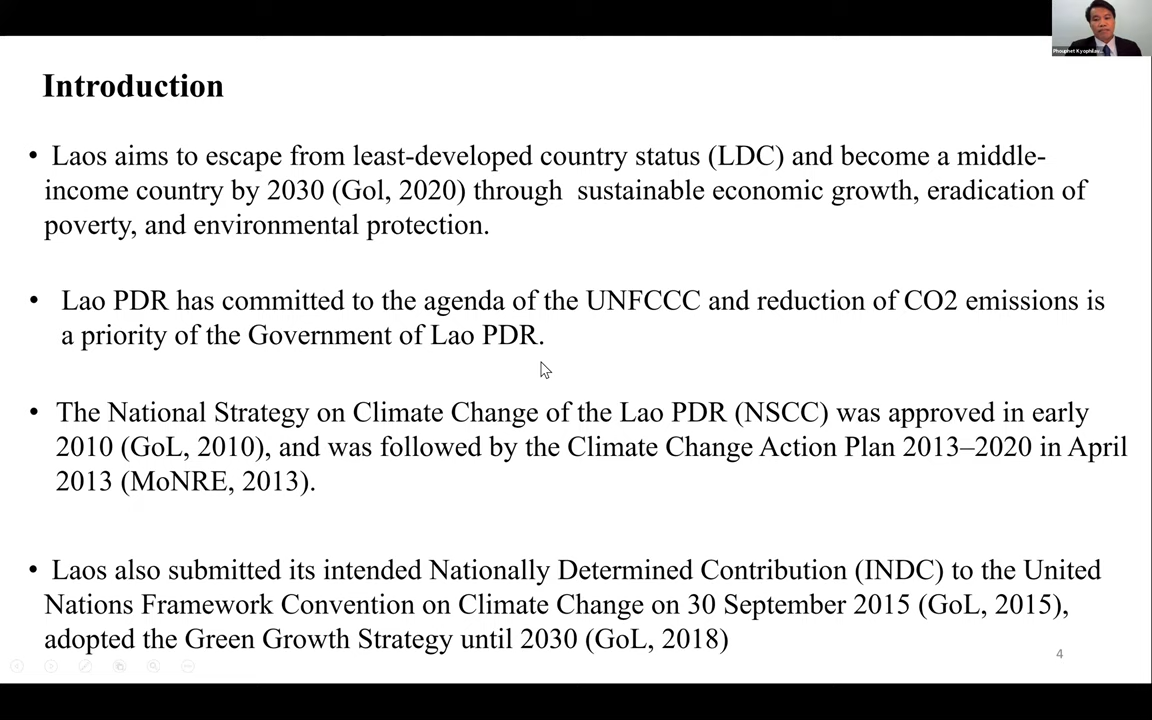 Phouphet Kyophilav...
Introduction
• Laos aims to escape from least-developed country status (LDC) and become a middle-
income country by 2030 (Gol, 2020) through  sustainable economic growth, eradication of
poverty, and environmental protection.
• Lao PDR has committed to the agenda of the UNFCCC and reduction of CO2 emissions is
a priority of the Government of Lao PDR.
• The National Strategy on Climate Change of the Lao PDR (NSCC) was approved in early
2010 (GoL, 2010), and was followed by the Climate Change Action Plan 2013–2020 in April
2013 (MoNRE, 2013).
• Laos also submitted its intended Nationally Determined Contribution (INDC) to the United
Nations Framework Convention on Climate Change on 30 September 2015 (GoL, 2015),
adopted the Green Growth Strategy until 2030 (GoL, 2018)
4